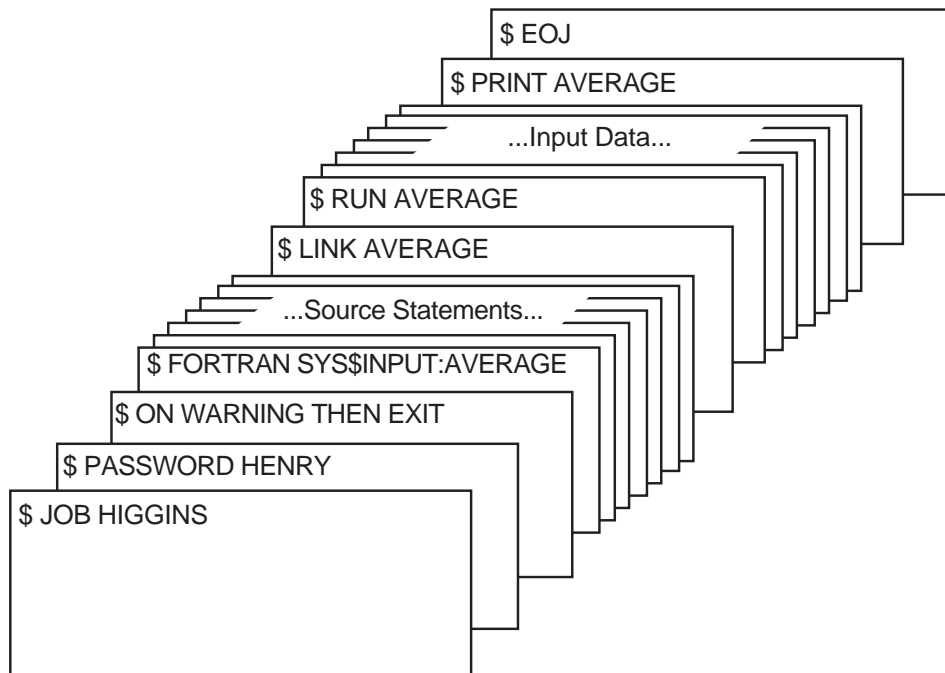 $ EOJ
$ PRINT AVERAGE
...Input Data...
$ RUN AVERAGE
$ LINK AVERAGE
...Source Statements...
$ FORTRAN SYS$INPUT:AVERAGE
$ ON WARNING THEN EXIT
$ PASSWORD HENRY
$ JOB HIGGINS